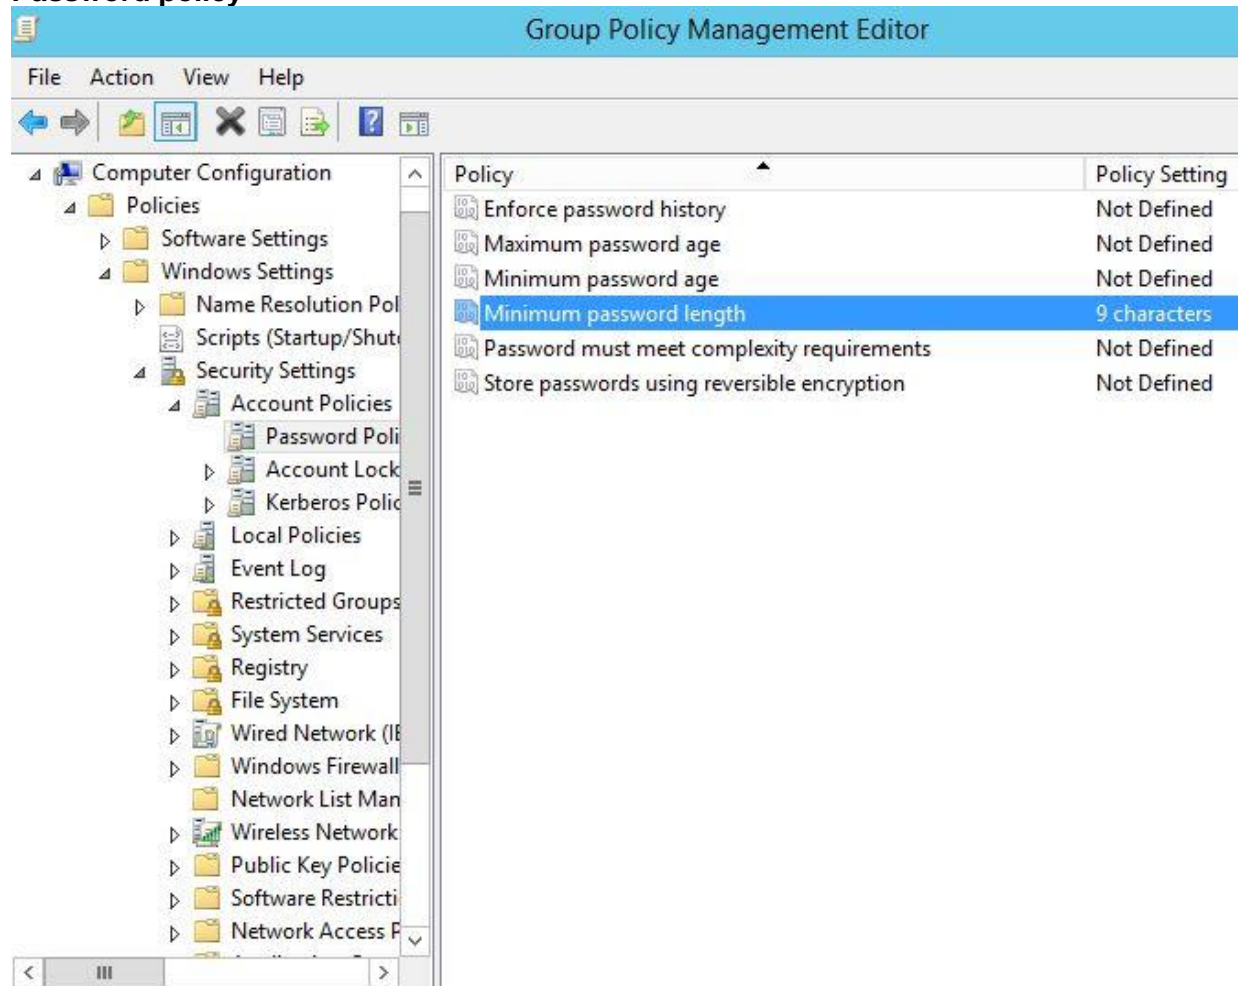 Password policy
Group Policy Management Editor
File Action View Help
Computer Configuration
Policies
Software Settings
Windows Settings
Name Resolution Pol
Scripts (Startup/Shut
Security Settings
Account Policies
Password Poli
Account Lock
Kerberos Polic
Local Policies
Event Log
Restricted Groups
System Services
Registry
File System
Wired Network (IE
Windows Firewall
Network List Man
Wireless Network
Public Key Policie
Software Restricti
Network Access P
Policy Policy Setting
Enforce password history Not Defined
Maximum password age Not Defined
Minimum password age Not Defined
Minimum password length 9 characters
Password must meet complexity requirements Not Defined
Store passwords using reversible encryption Not Defined